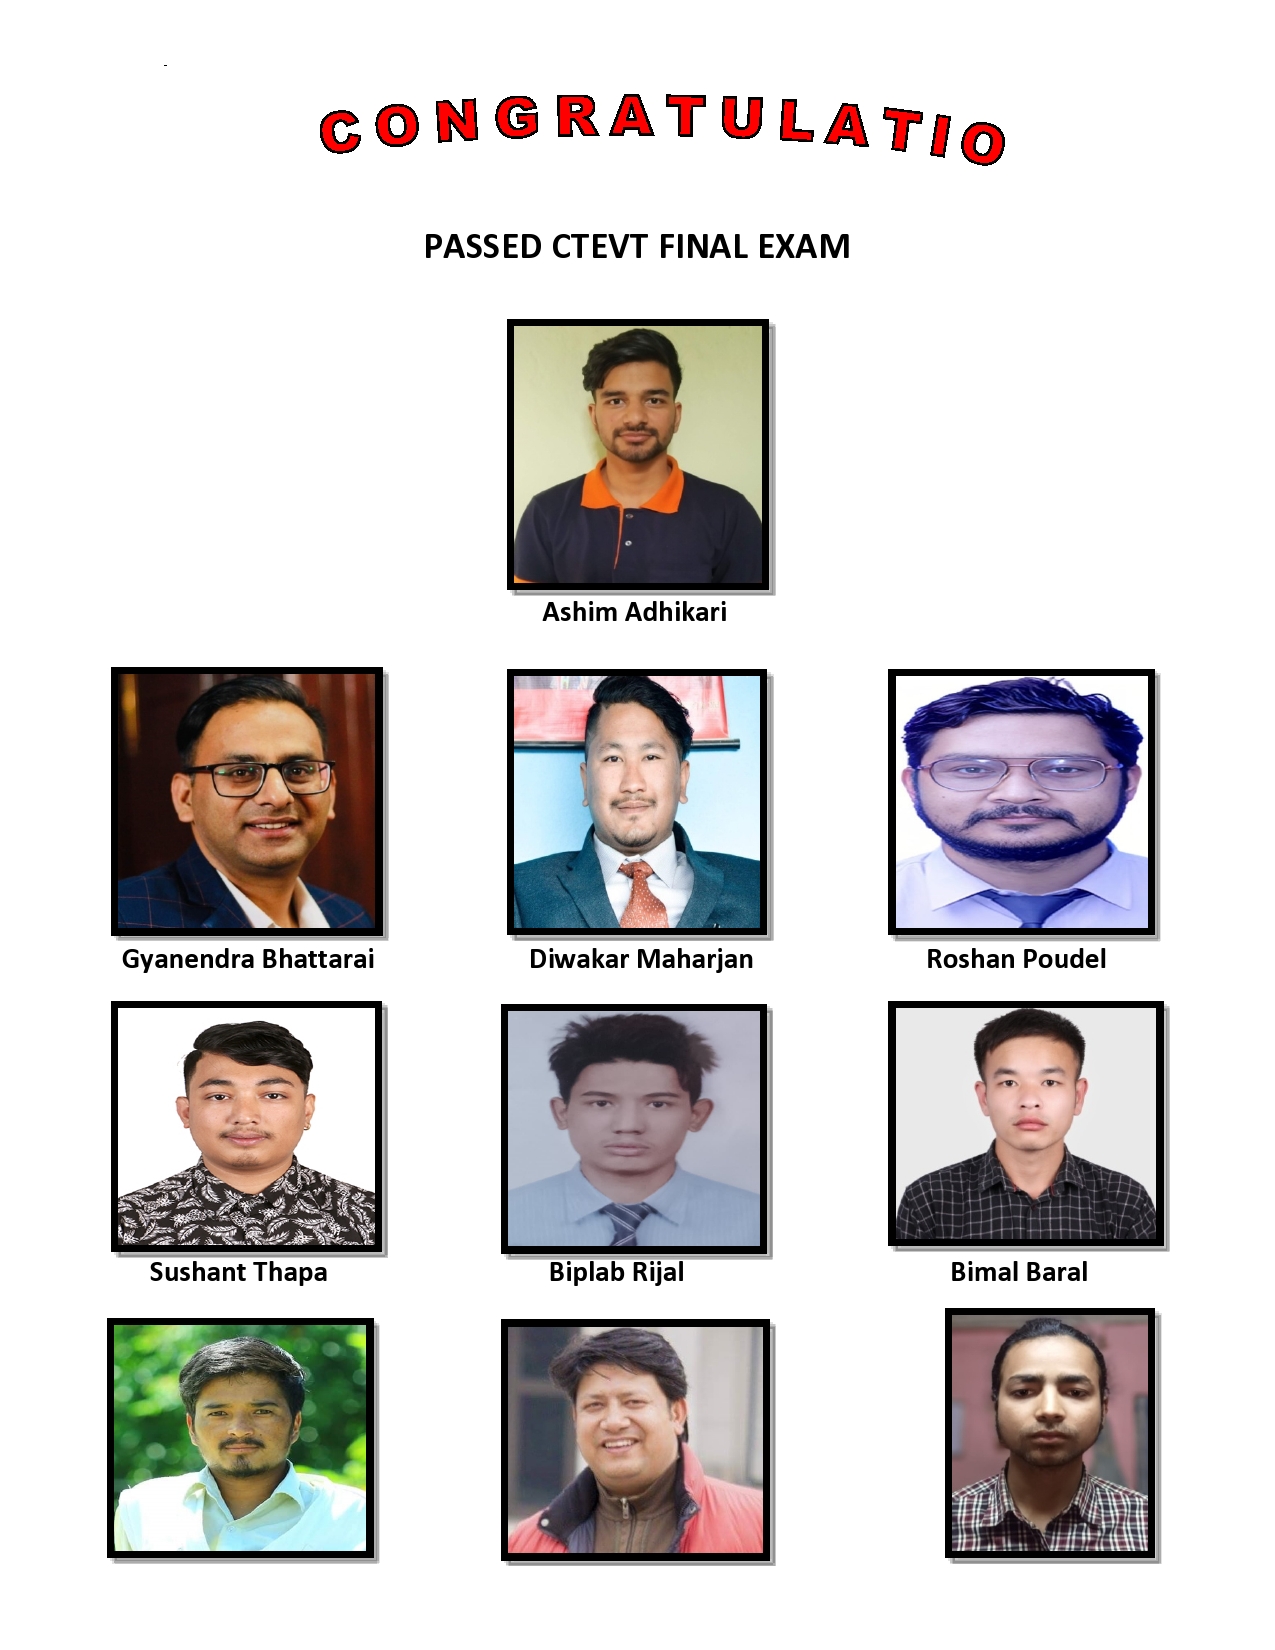 CONGRATULATIO
PASSED CTEVT FINAL EXAM
Ashim Adhikari
Gyanendra Bhattarai
Diwakar Maharjan
Roshan Poudel
Sushant Thapa
Biplab Rijal
Bimal Baral